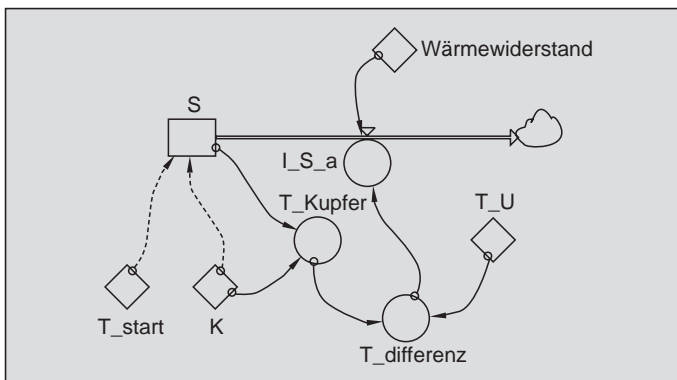 Wärmewiderstand
S
I_S_a
T_Kupfer
T_U
T_start
K
T_differenz